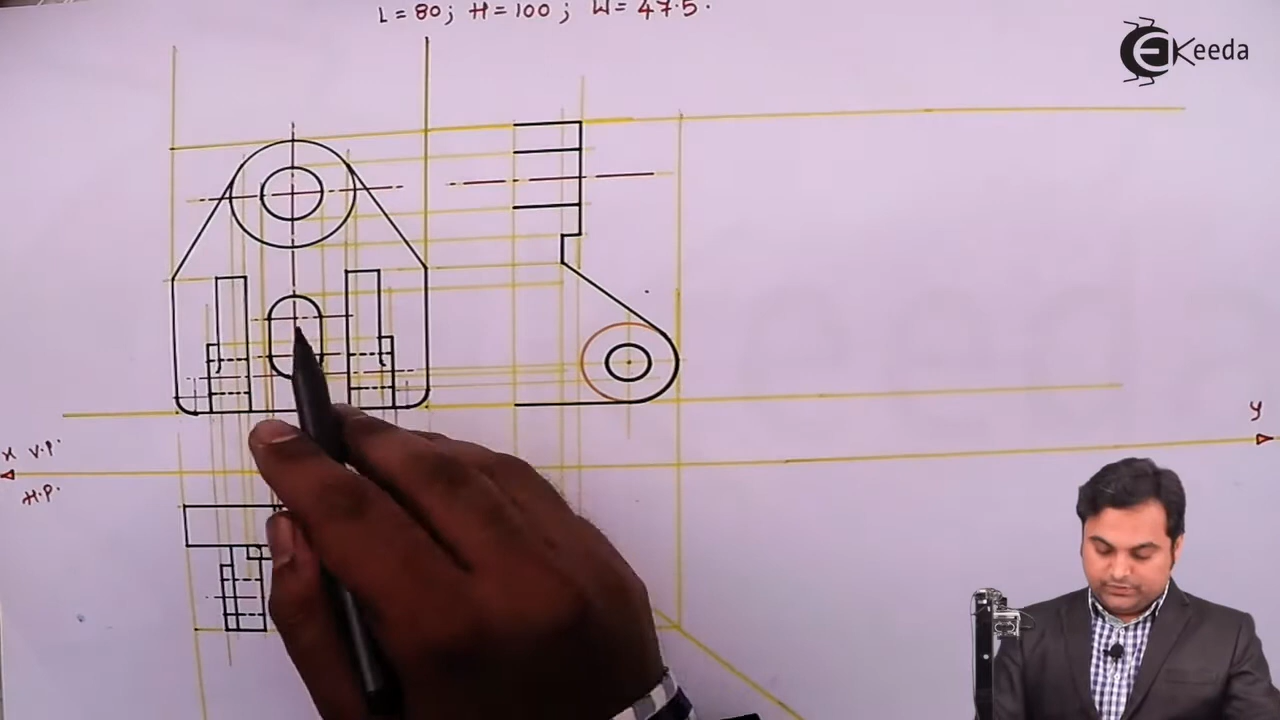 L = 80; H = 100; W = 47.5.
Keeda
Y
X V.P.
H.P.